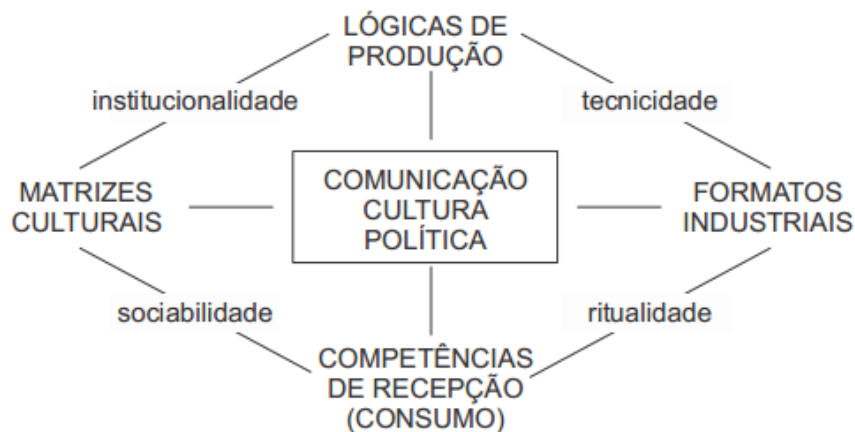 LÓGICAS DE
PRODUÇÃO
institucionalidade
tecnicidade
MATRIZES
CULTURAIS
COMUNICAÇÃO
CULTURA
POLÍTICA
FORMATOS
INDUSTRIAIS
sociabilidade
ritualidade
COMPETÊNCIAS
DE RECEPÇÃO
(CONSUMO)